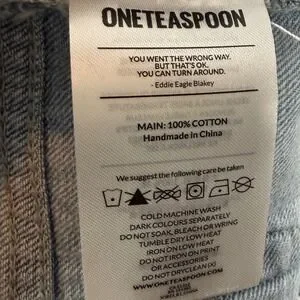 ONETEASPOON
YOU WENT THE WRONG WAY.
BUT THAT'S OK.
YOU CAN TURN AROUND.
- Eddie Eagle Blakey
MAIN: 100% COTTON
Handmade in China
We suggest the following care be taken
COLD MACHINE WASH
DARK COLOURS SEPARATELY
DO NOT SOAK, BLEACH OR WRING
TUMBLE DRY LOW HEAT
IRON ON LOW HEAT
DO NOT IRON ON PRINT
OR ACCESSORIES
DO NOT DRYCLEAN
WWW.ONETEASPOON.COM